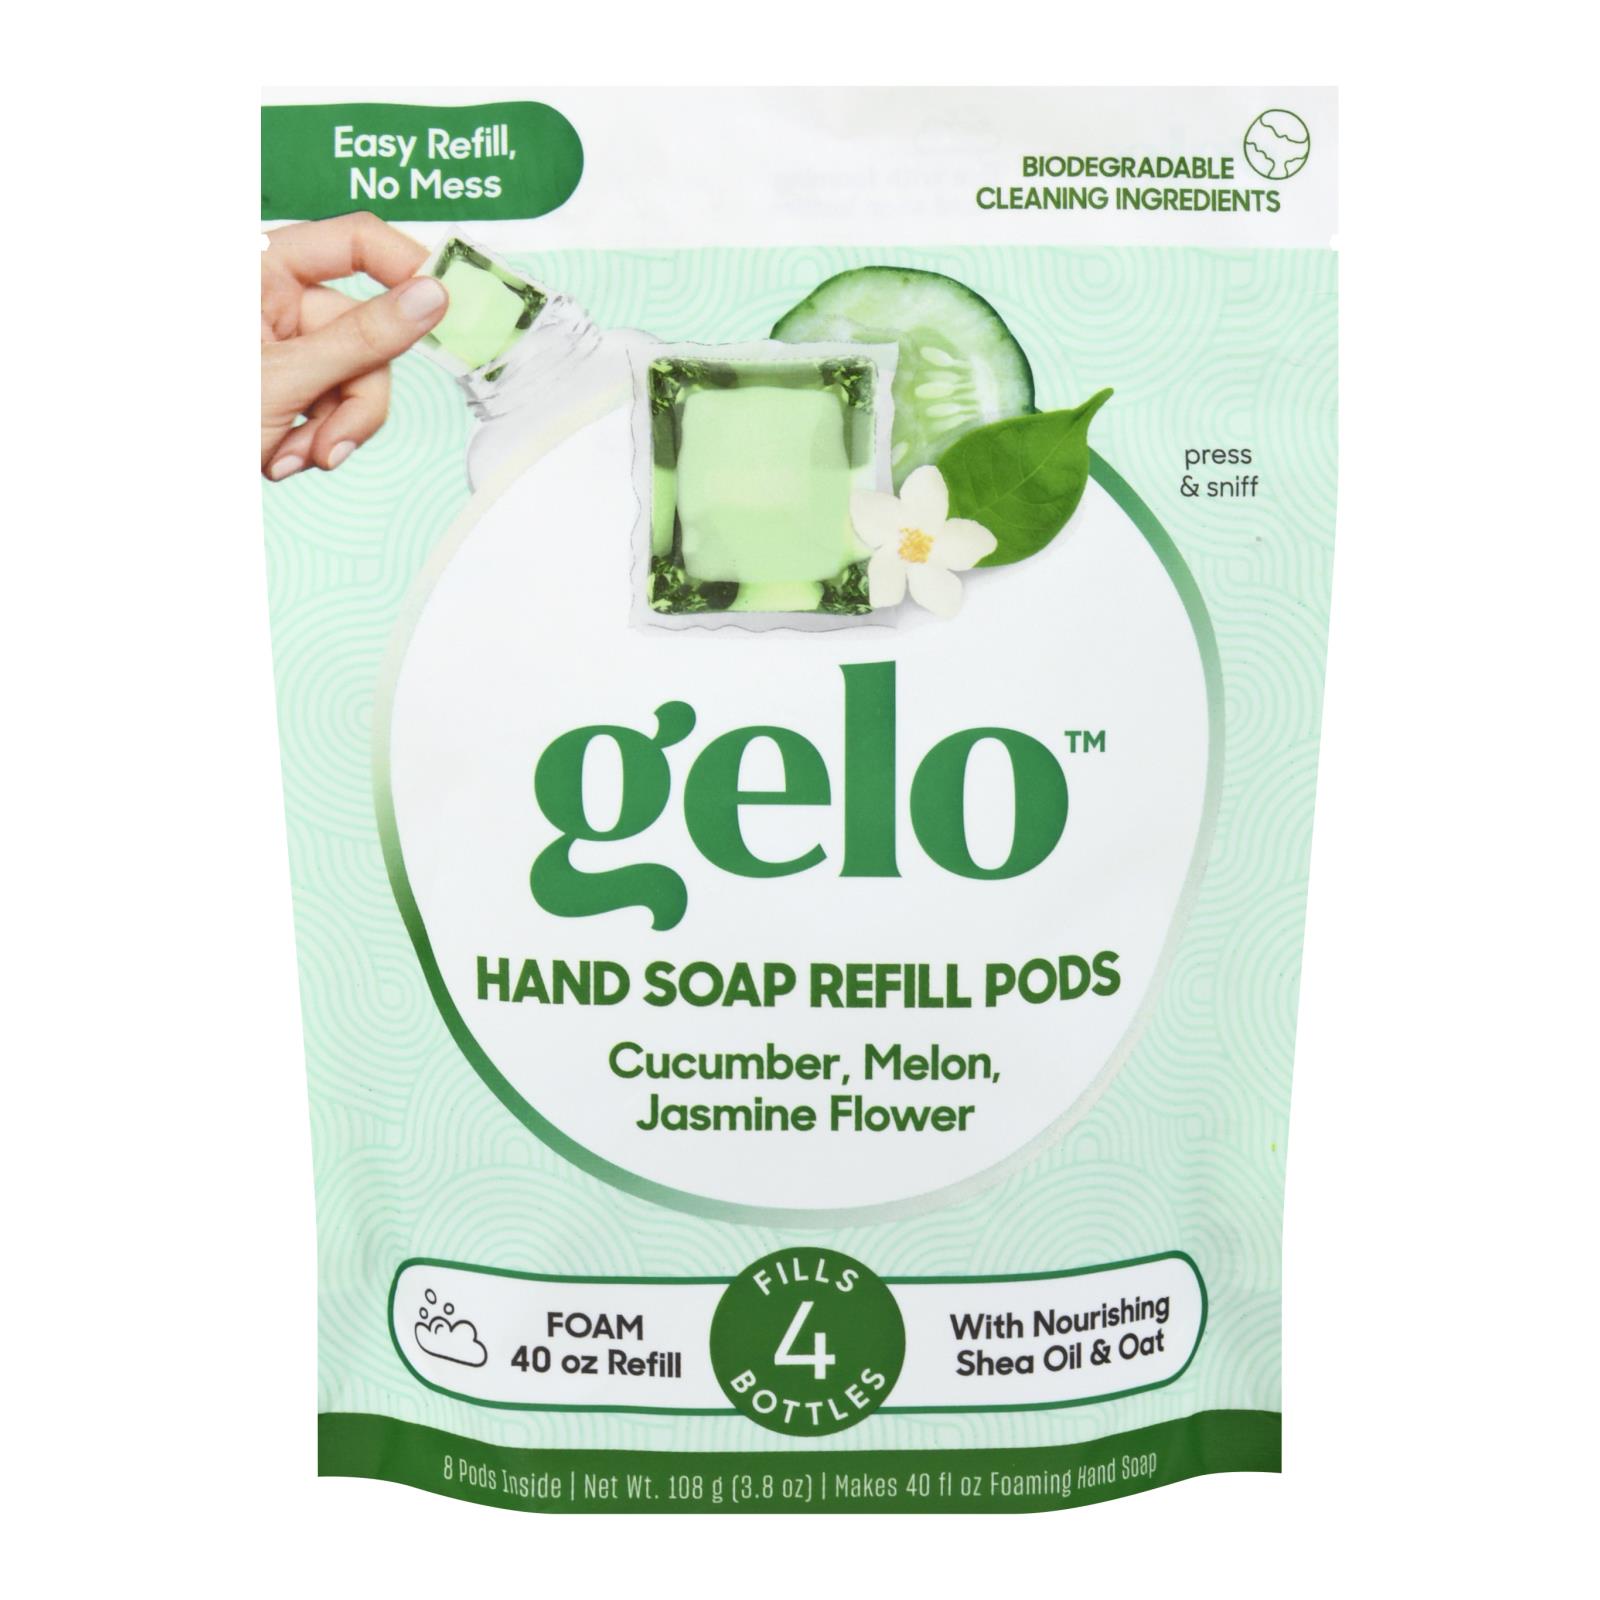 Easy Refill,
No Mess
BIODEGRADABLE
CLEANING INGREDIENTS
press
& sniff
gelo™
HAND SOAP REFILL PODS
Cucumber, Melon,
Jasmine Flower
FOAM
40 oz Refill
FILLS
4
BOTTLES
With Nourishing
Shea Oil & Oat
8 Pods Inside | Net Wt. 108 g (3.8 oz) | Makes 40 fl oz Foaming Hand Soap